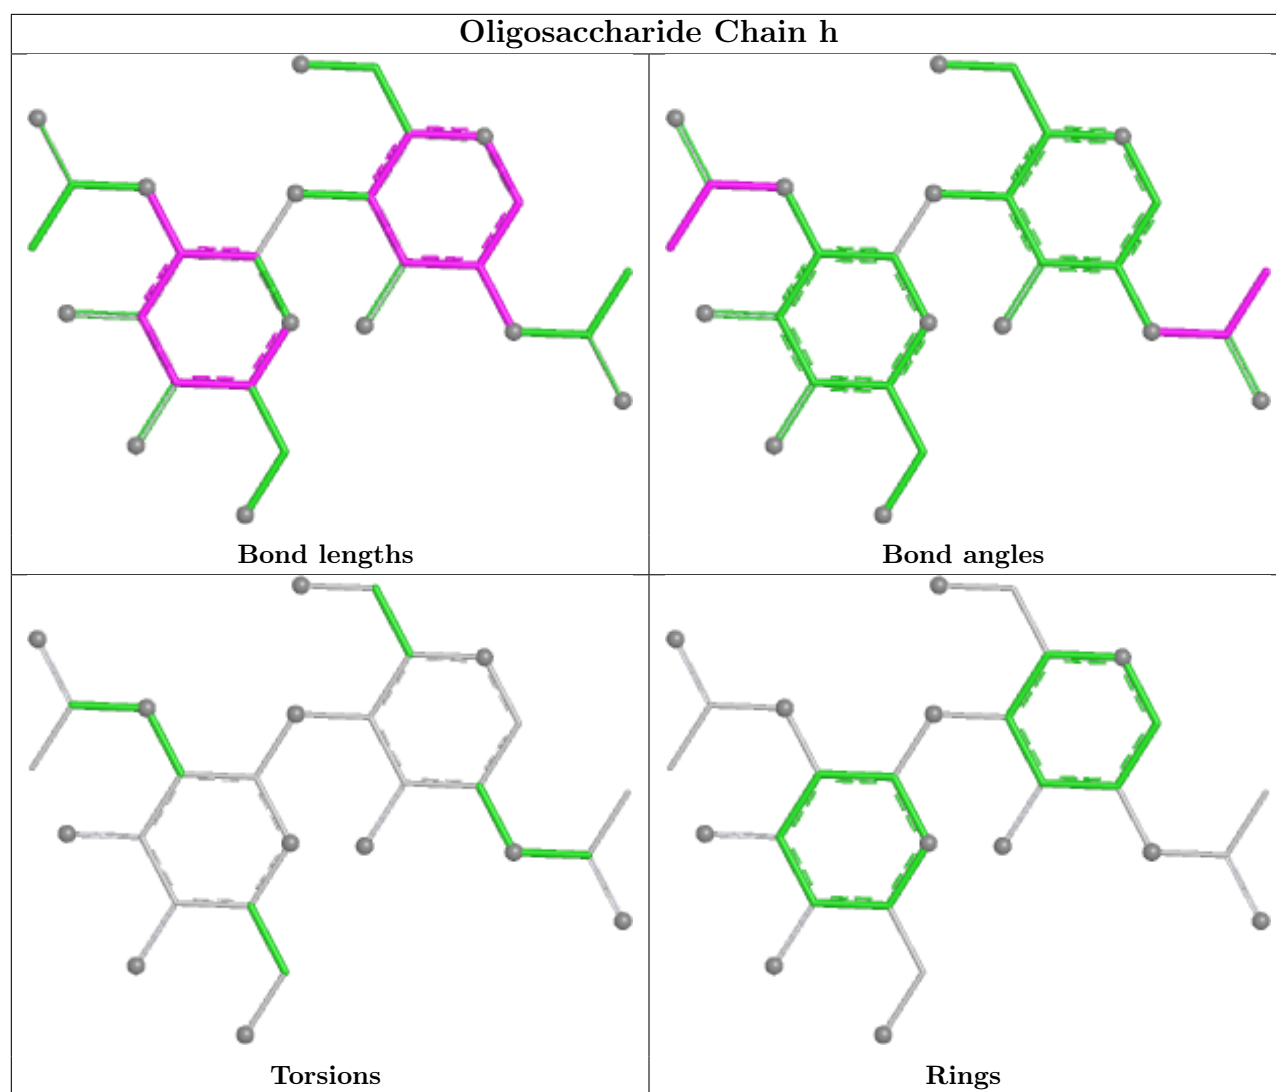 Oligosaccharide Chain h
Bond lengths
Bond angles
Torsions
Rings